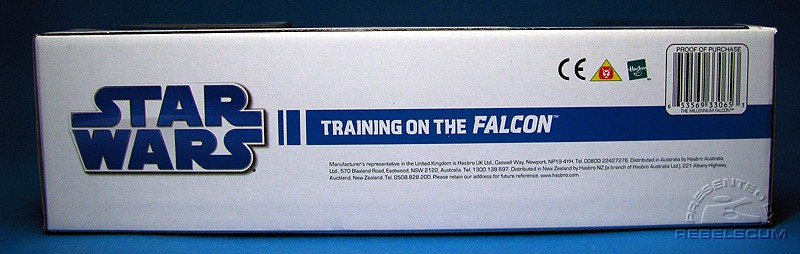 PROOF OF PURCHASE
CE
Hasbro
6 53569 33065 3
THE MILLENNIUM FALCON™
STAR
WARS
TRAINING ON THE FALCON™
Manufacturer's representative in the United Kingdom is Hasbro UK Ltd., Caswell Way, Newport, NP19 4YH. Tel. 00800 22427276. Distributed in Australia by Hasbro Australia
Ltd., 570 Blaxland Road, Eastwood, NSW 2122, Australia. Tel: 1300 138 697. Distributed in New Zealand by Hasbro NZ (a branch of Hasbro Australia Ltd.), 221 Albany Highway,
Auckland, New Zealand. Tel. 0508 828 200. Please retain our address for future reference. www.hasbro.com
PRESENTED BY
REBELSCUM